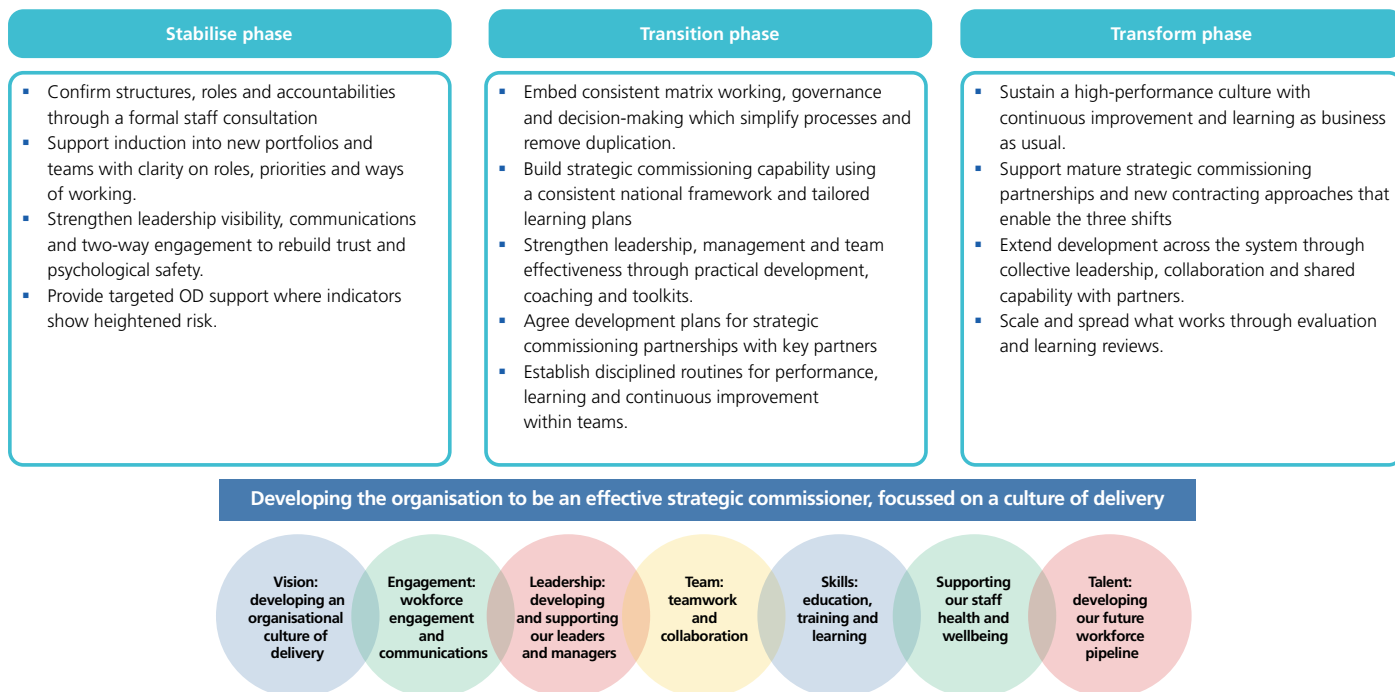 Stabilise phase
Confirm structures, roles and accountabilities
through a formal staff consultation
Support induction into new portfolios and
teams with clarity on roles, priorities and ways
of working.
Strengthen leadership visibility, communications
and two-way engagement to rebuild trust and
psychological safety.
Provide targeted OD support where indicators
show heightened risk.
Transition phase
Embed consistent matrix working, governance
and decision-making which simplify processes and
remove duplication.
Build strategic commissioning capability using
a consistent national framework and tailored
learning plans
Strengthen leadership, management and team
effectiveness through practical development,
coaching and toolkits.
Agree development plans for strategic
commissioning partnerships with key partners
Establish disciplined routines for performance,
learning and continuous improvement
within teams.
Transform phase
Sustain a high-performance culture with
continuous improvement and learning as business
as usual.
Support mature strategic commissioning
partnerships and new contracting approaches that
enable the three shifts
Extend development across the system through
collective leadership, collaboration and shared
capability with partners.
Scale and spread what works through evaluation
and learning reviews.
Developing the organisation to be an effective strategic commissioner, focussed on a culture of delivery
Vision:
developing an
organisational
culture of
delivery
Engagement:
wokforce
engagement
and
communications
Leadership:
developing
and supporting
our leaders
and managers
Team:
teamwork
and
collaboration
Skills:
education,
training and
learning
Supporting
our staff
health and
wellbeing
Talent:
developing
our future
workforce
pipeline